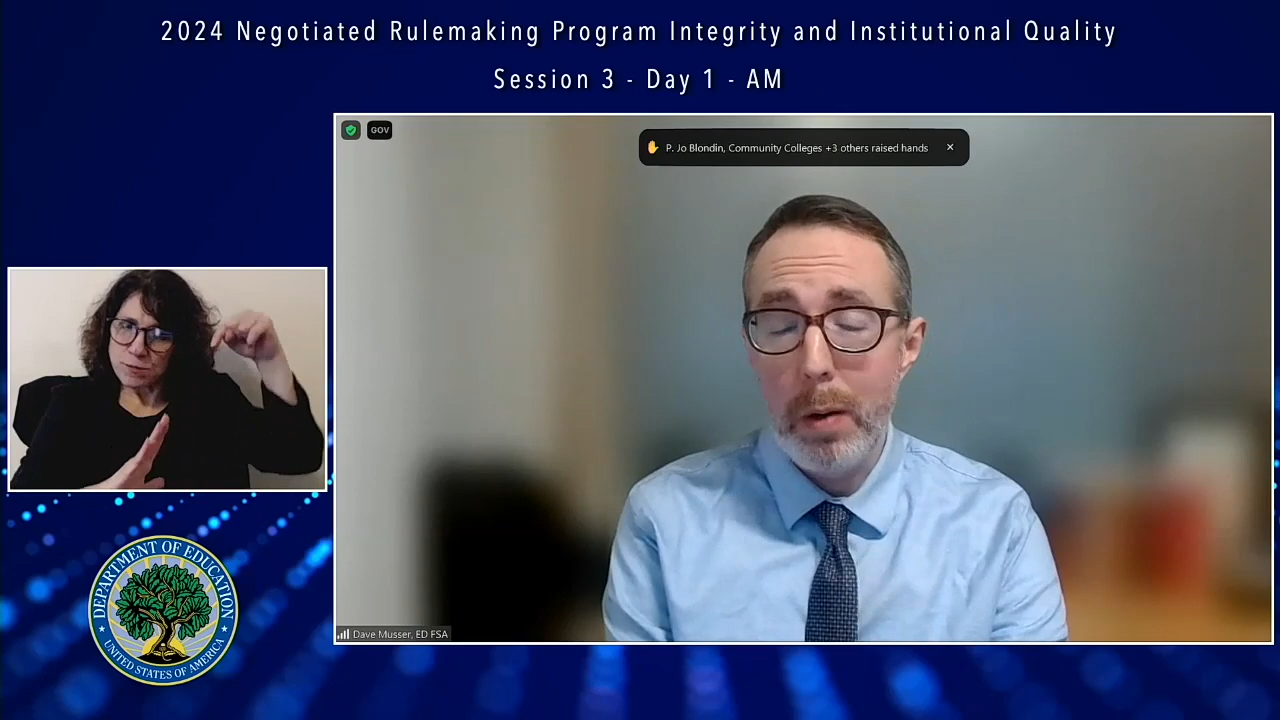 2024 Negotiated Rulemaking Program Integrity and Institutional Quality
Session 3 - Day 1 - AM
GOV
P. Jo Blondin, Community Colleges +3 others raised hands
Dave Musser, ED FSA
DEPARTMENT OF EDUCATION
UNITED STATES OF AMERICA